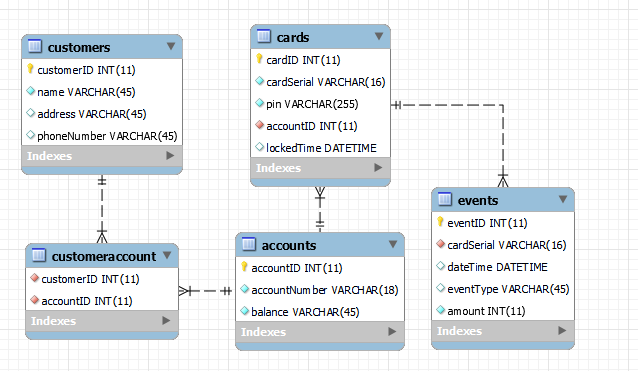 customers
customerID INT(11)
name VARCHAR(45)
address VARCHAR(45)
phoneNumber VARCHAR(45)
Indexes
cards
cardID INT(11)
cardSerial VARCHAR(16)
pin VARCHAR(255)
accountID INT(11)
lockedTime DATETIME
Indexes
customeraccount
customerID INT(11)
accountID INT(11)
Indexes
accounts
accountID INT(11)
accountNumber VARCHAR(18)
balance VARCHAR(45)
Indexes
events
eventID INT(11)
cardSerial VARCHAR(16)
dateTime DATETIME
eventType VARCHAR(45)
amount INT(11)
Indexes